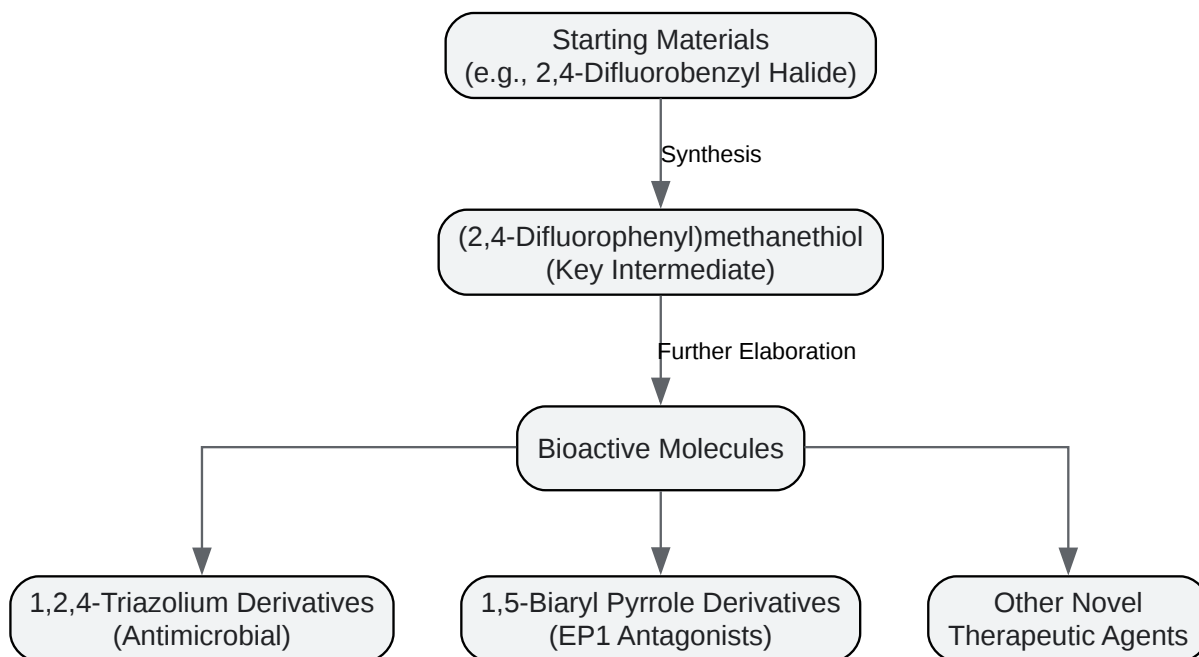 Starting Materials
(e.g., 2,4-Difluorobenzyl Halide)
Synthesis
(2,4-Difluorophenyl)methanethiol
(Key Intermediate)
Further Elaboration
Bioactive Molecules
1,2,4-Triazolium Derivatives
(Antimicrobial)
1,5-Biaryl Pyrrole Derivatives
(EP1 Antagonists)
Other Novel
Therapeutic Agents